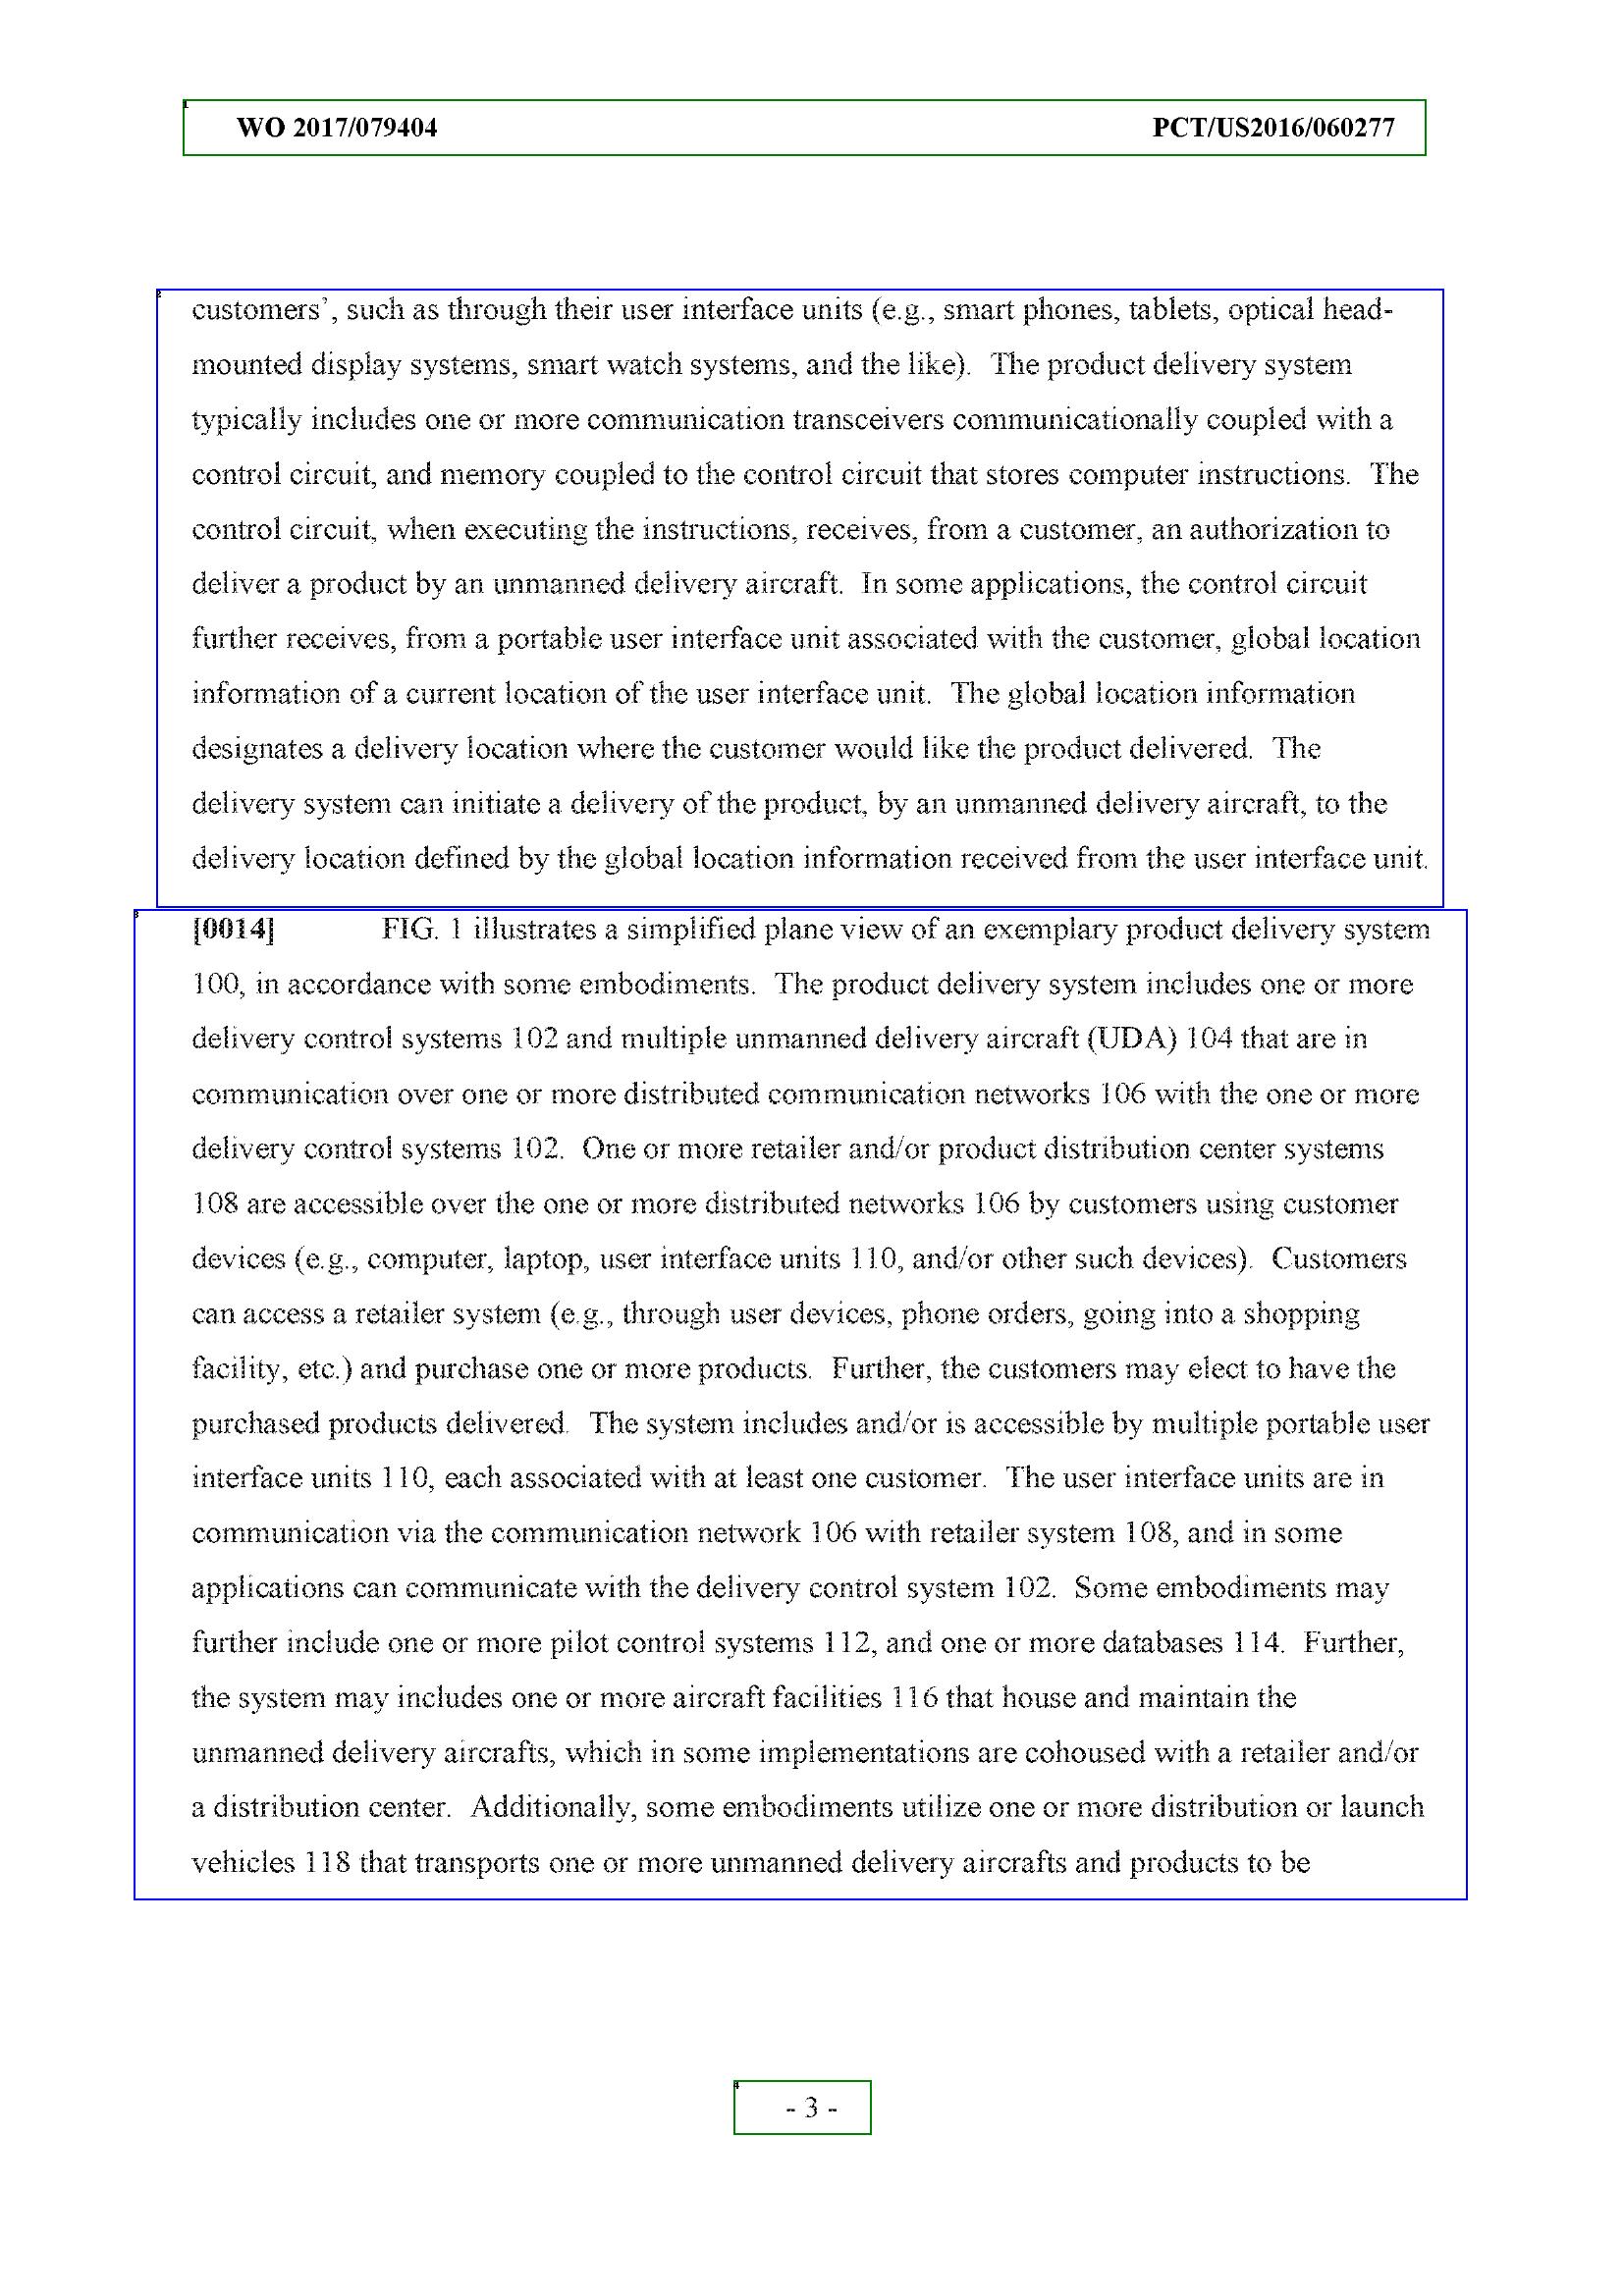 WO 2017/079404 PCT/US2016/060277
customers’, such as through their user interface units (e.g., smart phones, tablets, optical head-
mounted display systems, smart watch systems, and the like).  The product delivery system
typically includes one or more communication transceivers communicationally coupled with a
control circuit, and memory coupled to the control circuit that stores computer instructions.  The
control circuit, when executing the instructions, receives, from a customer, an authorization to
deliver a product by an unmanned delivery aircraft.  In some applications, the control circuit
further receives, from a portable user interface unit associated with the customer, global location
information of a current location of the user interface unit.  The global location information
designates a delivery location where the customer would like the product delivered.  The
delivery system can initiate a delivery of the product, by an unmanned delivery aircraft, to the
delivery location defined by the global location information received from the user interface unit.
[0014] FIG. 1 illustrates a simplified plane view of an exemplary product delivery system
100, in accordance with some embodiments.  The product delivery system includes one or more
delivery control systems 102 and multiple unmanned delivery aircraft (UDA) 104 that are in
communication over one or more distributed communication networks 106 with the one or more
delivery control systems 102.  One or more retailer and/or product distribution center systems
108 are accessible over the one or more distributed networks 106 by customers using customer
devices (e.g., computer, laptop, user interface units 110, and/or other such devices).  Customers
can access a retailer system (e.g., through user devices, phone orders, going into a shopping
facility, etc.) and purchase one or more products.  Further, the customers may elect to have the
purchased products delivered.  The system includes and/or is accessible by multiple portable user
interface units 110, each associated with at least one customer.  The user interface units are in
communication via the communication network 106 with retailer system 108, and in some
applications can communicate with the delivery control system 102.  Some embodiments may
further include one or more pilot control systems 112, and one or more databases 114.  Further,
the system may includes one or more aircraft facilities 116 that house and maintain the
unmanned delivery aircrafts, which in some implementations are cohoused with a retailer and/or
a distribution center.  Additionally, some embodiments utilize one or more distribution or launch
vehicles 118 that transports one or more unmanned delivery aircrafts and products to be
- 3 -